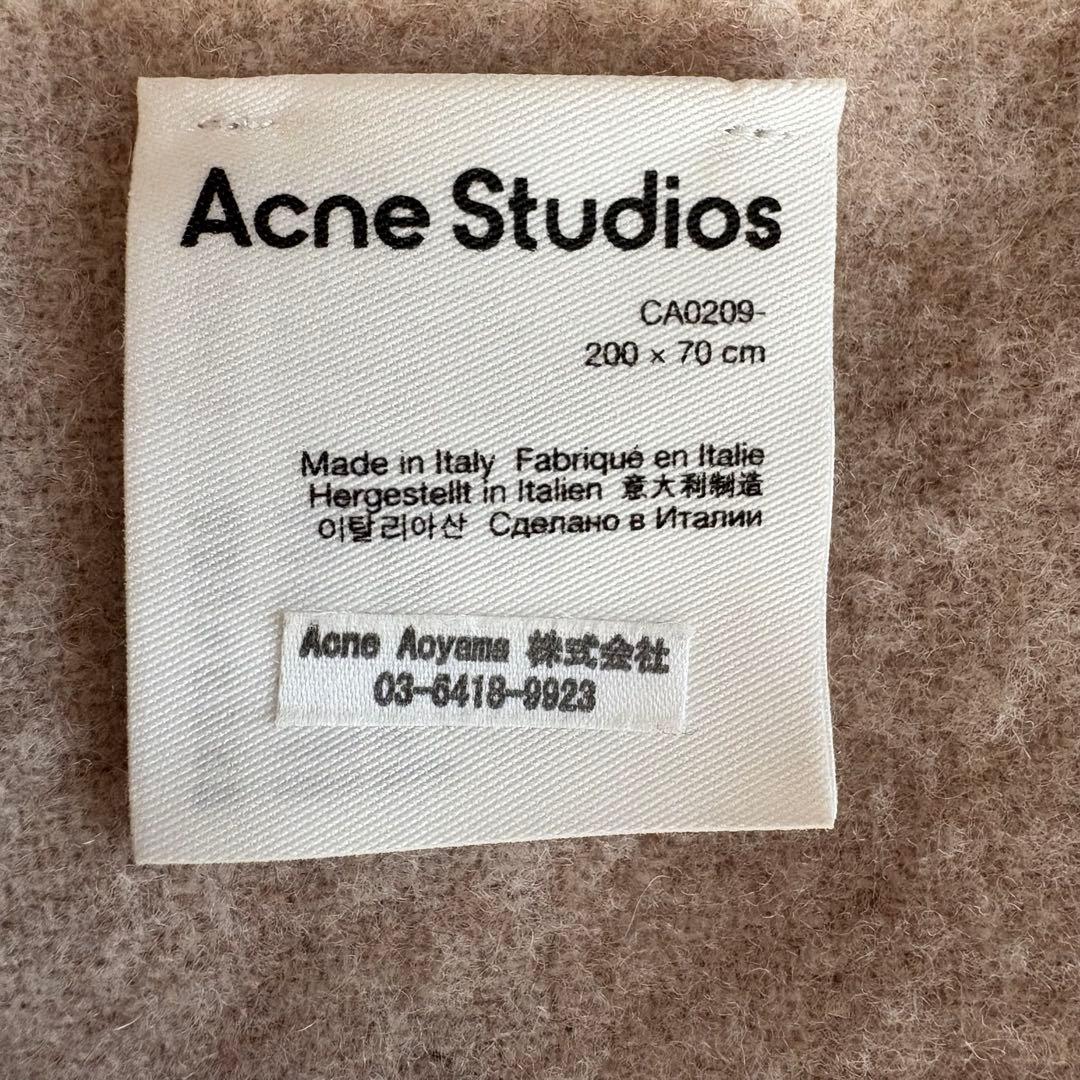 Acne Studios
CA0209-
200 × 70 cm
Made in Italy Fabriqué en Italie
Hergestellt in Italien 意大利制造
이탈리아산 Сделано в Италии
Acne Aoyama 株式会社
03-6418-9923